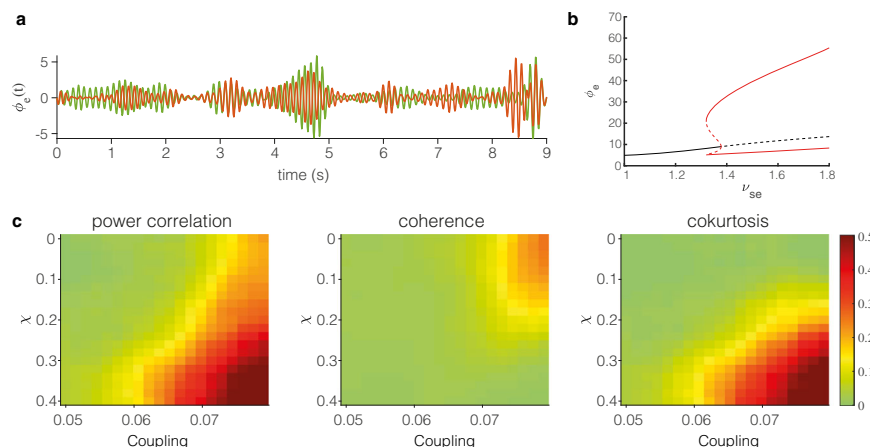 a
ϕe(t)
5
0
-5
0 1 2 3 4 5 6 7 8 9
time (s)
b
ϕe
70
60
50
40
30
20
10
0
1 1.2 1.4 1.6 1.8
νse
c
power correlation
χ
0
0.1
0.2
0.3
0.4
0.05 0.06 0.07
Coupling
coherence
0.05 0.06 0.07
Coupling
cokurtosis
χ
0
0.1
0.2
0.3
0.4
0.05 0.06 0.07
Coupling
0.5
0.4
0.3
0.2
0.1
0